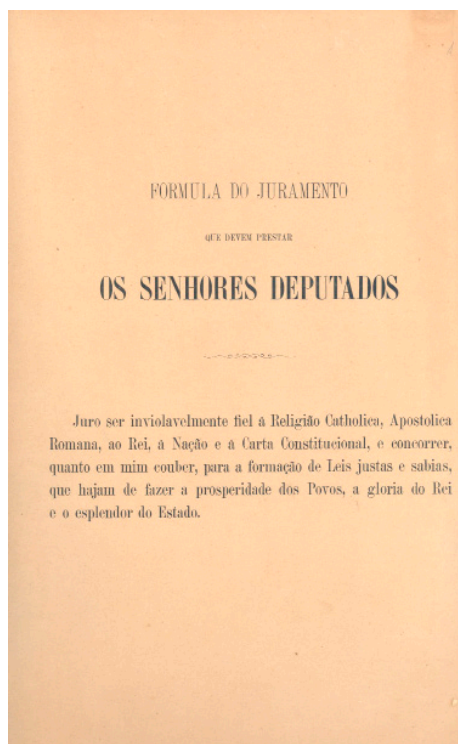 FORMULA DO JURAMENTO
QUE DEVEM PRESTAR
OS SENHORES DEPUTADOS
Juro ser inviolavelmente fiel á Religião Catholica, Apostolica
Romana, ao Rei, á Nação e á Carta Constitucional, e concorrer,
quanto em mim couber, para a formação de Leis justas e sabias,
que hajam de fazer a prosperidade dos Povos, a gloria do Rei
e o esplendor do Estado.